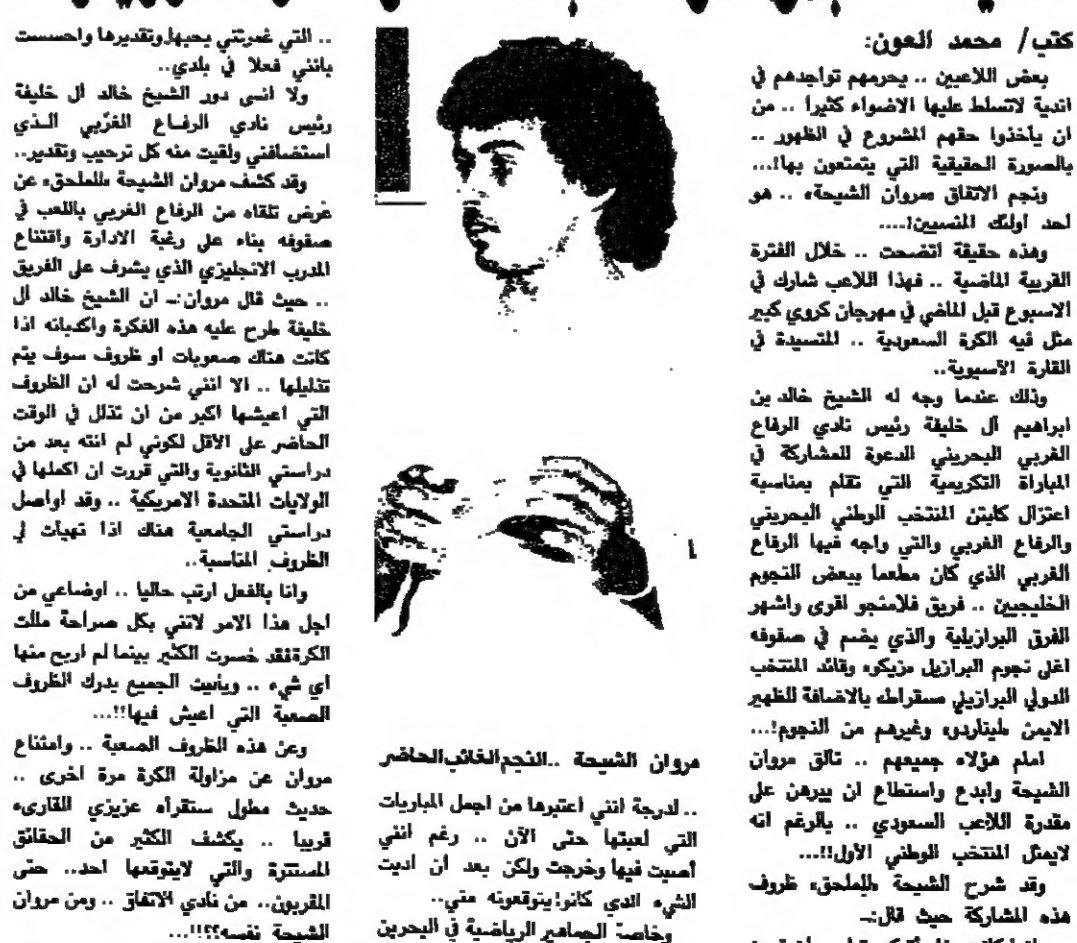 كتب/ محمد العون:
بعض اللاعبين .. يحرمهم تواجدهم في
اندية لاتسلط عليها الاضواء كثيرا .. من
ان يأخذوا حقهم المشروع في الظهور ..
بالصورة الحقيقية التي يتمتعون بها!...
ونجم الاتفاق «مروان الشيحة» .. هو
احد اولئك المنسيين!....
وهذه حقيقة اتضحت .. خلال الفترة
القريبة الماضية .. فهذا اللاعب شارك في
الاسبوع قبل الماضي في مهرجان كروي كبير
مثل فيه الكرة السعودية .. المتسيدة في
القارة الآسيوية..
وذلك عندما وجه له الشيخ خالد بن
ابراهيم آل خليفة رئيس نادي الرفاع
الغربي البحريني الدعوة للمشاركة في
المباراة التكريمية التي تقام بمناسبة
اعتزال كابتن المنتخب الوطني البحريني
والرفاع الغربي والتي واجه فيها الرفاع
الغربي الذي كان مطعما ببعض النجوم
الخليجيين .. فريق فلامنجو اقوى واشهر
الفرق البرازيلية والذي يضم في صفوفه
اغلى نجوم البرازيل «زيكو» وقائد المنتخب
الدولي البرازيلي «سقراط» بالاضافة للظهير
الايمن «ليناردو» وغيرهم من النجوم!...
امام هؤلاء جميعهم .. تالق مروان
الشيحة وابدع واستطاع ان يبرهن على
مقدرة اللاعب السعودي .. بالرغم انه
لايمثل المنتخب الوطني الأول!!...
وقد شرح الشيحة «للملحق» ظروف
هذه المشاركة حيث قال:ـ
مروان الشيحة ..النجم الغائب الحاضر
.. لدرجة انني اعتبرها من اجمل المباريات
التي لعبتها حتى الآن .. رغم انني
أصبت فيها وخرجت ولكن بعد أن اديت
الشيء الذي كانوا يتوقعونه مني..
وخاصة الجماهير الرياضية في البحرين
.. التي غمرتني بحبها وتقديرها واحسست
بانني فعلا في بلدي..
ولا انسى دور الشيخ خالد ال خليفة
رئيس نادي الرفاع الغربي الذي
استضافني ولقيت منه كل ترحيب وتقدير..
وقد كشف مروان الشيحة «للملحق» عن
عرض تلقاه من الرفاع الغربي باللعب في
صفوفه بناء على رغبة الادارة واقتناع
المدرب الانجليزي الذي يشرف على الفريق
.. حيث قال مروان:ـ ان الشيخ خالد ال
خليفة طرح عليه هذه الفكرة واكد بانه اذا
كانت هناك صعوبات او ظروف سوف يتم
تذليلها .. الا انني شرحت له ان الظروف
التي اعيشها اكبر من ان تذلل في الوقت
الحاضر على الأقل لكوني لم انته بعد من
دراستي الثانوية والتي قررت ان اكملها في
الولايات المتحدة الامريكية .. وقد اواصل
دراستي الجامعية هناك اذا تهيات لي
الظروف المناسبة..
وانا بالفعل ارتب حاليا .. اوضاعي من
اجل هذا الامر لانني بكل صراحة مللت
الكرة فقد خسرت الكثير بينما لم اربح منها
اي شيء .. وياليت الجميع يدرك الظروف
الصعبة التي اعيش فيها!!...
وعن هذه الظروف الصعبة .. وامتناع
مروان عن مزاولة الكرة مرة اخرى ..
حديث مطول ستقرأه عزيزي القارىء
قريبا .. يكشف الكثير من الحقائق
المستترة والتي لايتوقعها احد.. حتى
المقربون.. من نادي الاتفاق .. ومن مروان
الشيحة نفسه؟؟!!...